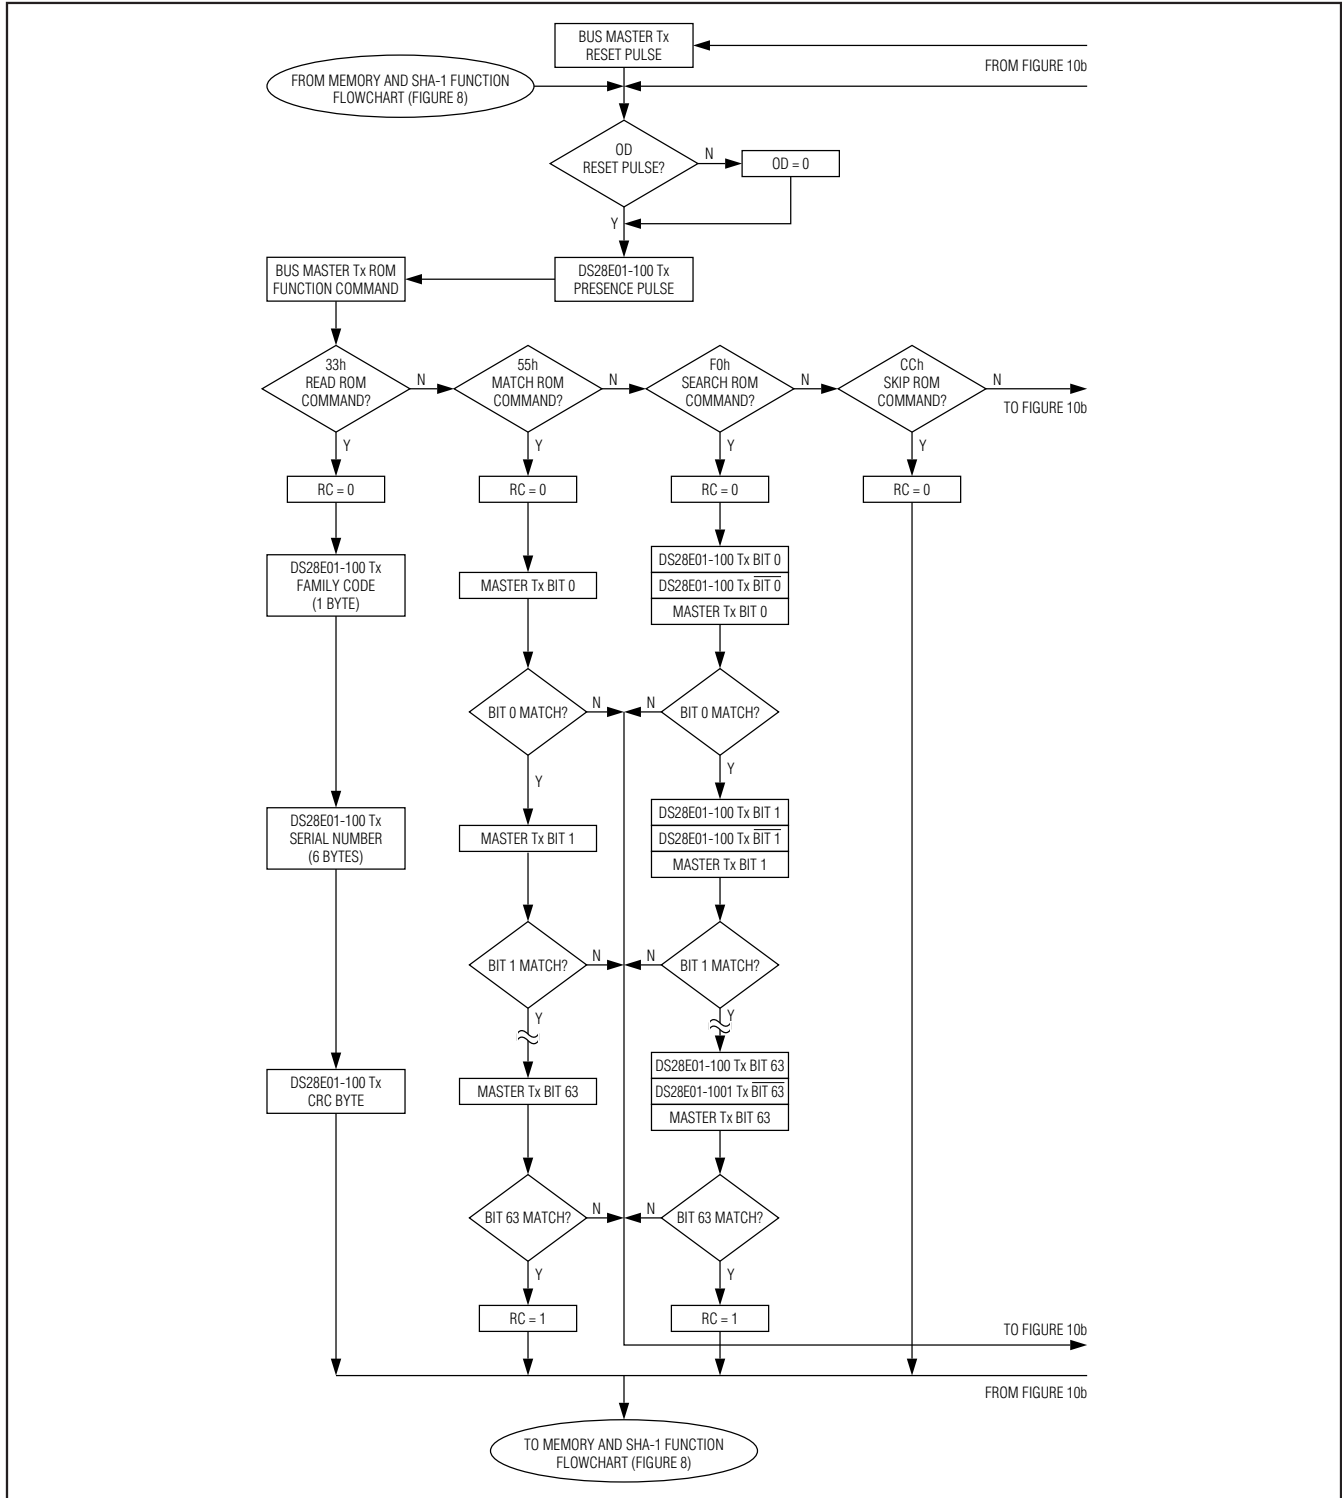 BUS MASTER Tx
RESET PULSE
FROM FIGURE 10b
FROM MEMORY AND SHA-1 FUNCTION
FLOWCHART (FIGURE 8)
OD
RESET PULSE?
N
OD = 0
Y
BUS MASTER Tx ROM
FUNCTION COMMAND
DS28E01-100 Tx
PRESENCE PULSE
33h
READ ROM
COMMAND?
N
55h
MATCH ROM
COMMAND?
N
F0h
SEARCH ROM
COMMAND?
N
CCh
SKIP ROM
COMMAND?
N
TO FIGURE 10b
Y
Y
Y
Y
RC = 0
RC = 0
RC = 0
RC = 0
DS28E01-100 Tx
FAMILY CODE
(1 BYTE)
MASTER Tx BIT 0
DS28E01-100 Tx BIT 0
DS28E01-100 Tx BIT 0
MASTER Tx BIT 0
BIT 0 MATCH?
N
N
BIT 0 MATCH?
Y
Y
DS28E01-100 Tx
SERIAL NUMBER
(6 BYTES)
MASTER Tx BIT 1
DS28E01-100 Tx BIT 1
DS28E01-100 Tx BIT 1
MASTER Tx BIT 1
BIT 1 MATCH?
N
N
BIT 1 MATCH?
Y
Y
DS28E01-100 Tx
CRC BYTE
MASTER Tx BIT 63
DS28E01-100 Tx BIT 63
DS28E01-1001 Tx BIT 63
MASTER Tx BIT 63
BIT 63 MATCH?
N
N
BIT 63 MATCH?
Y
Y
RC = 1
RC = 1
TO FIGURE 10b
FROM FIGURE 10b
TO MEMORY AND SHA-1 FUNCTION
FLOWCHART (FIGURE 8)